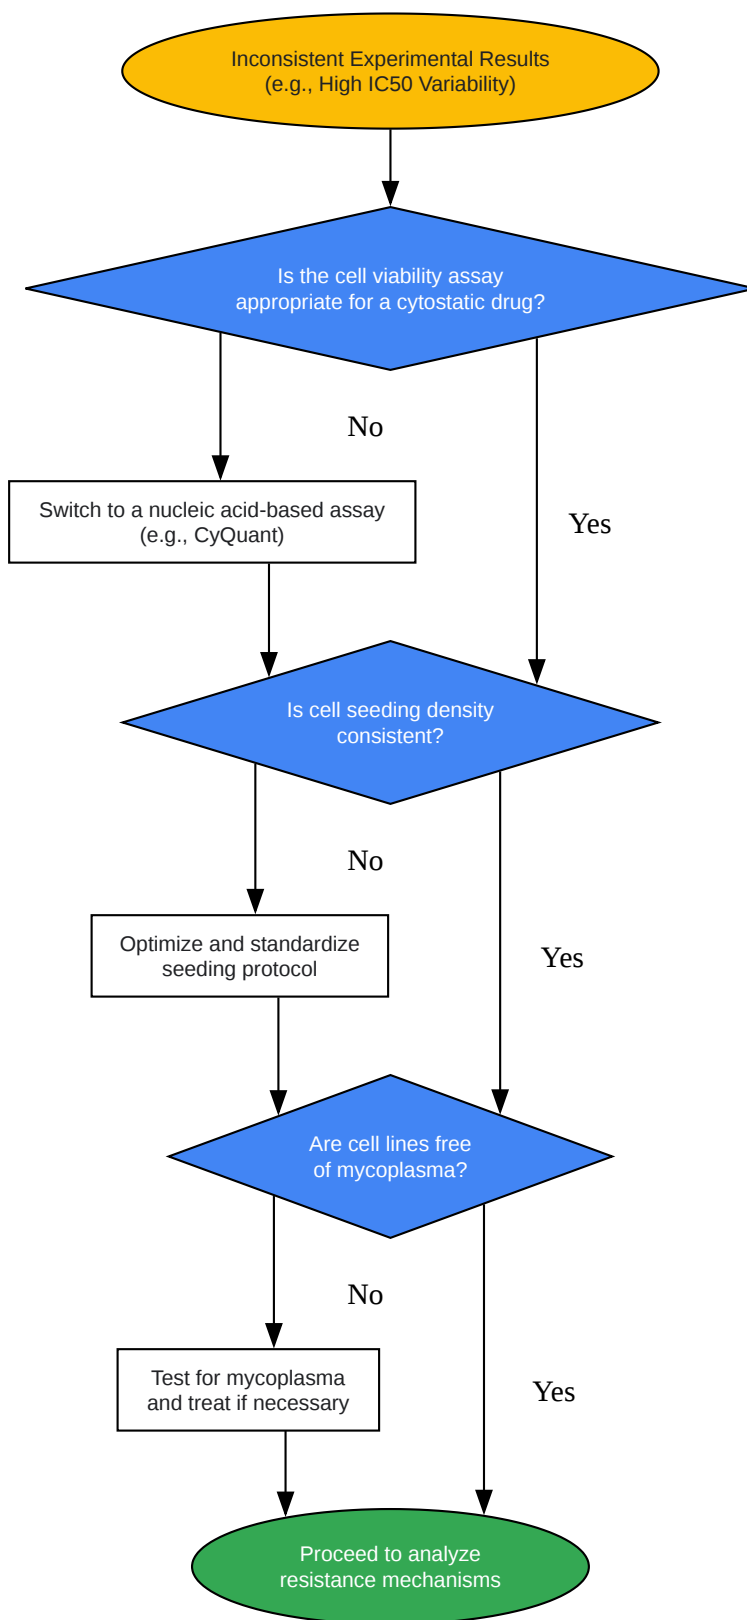 Inconsistent Experimental Results
(e.g., High IC50 Variability)
Is the cell viability assay
appropriate for a cytostatic drug?
No
Switch to a nucleic acid-based assay
(e.g., CyQuant)
Yes
Is cell seeding density
consistent?
No
Optimize and standardize
seeding protocol
Yes
Are cell lines free
of mycoplasma?
No
Test for mycoplasma
and treat if necessary
Yes
Proceed to analyze
resistance mechanisms